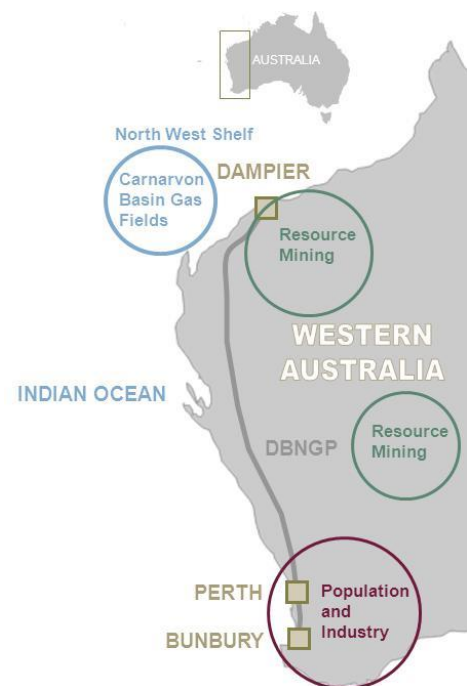 AUSTRALIA
North West Shelf
Carnarvon
Basin Gas
Fields
DAMPIER
Resource
Mining
WESTERN
AUSTRALIA
INDIAN OCEAN
DBNGP
Resource
Mining
PERTH
BUNBURY
Population
and
Industry